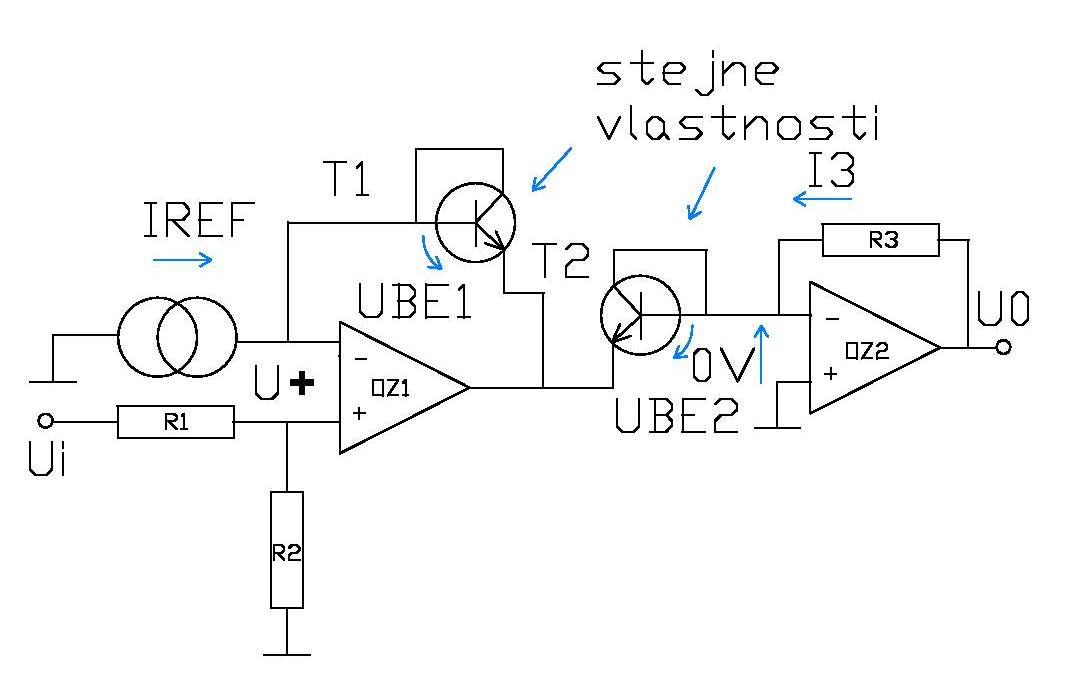 stejne
vlastnosti
I3
T1
IREF
R3
T2
UBE1
U0
-
-
0V
OZ2
U+
OZ1
+
+
R1
UBE2
Ui
R2